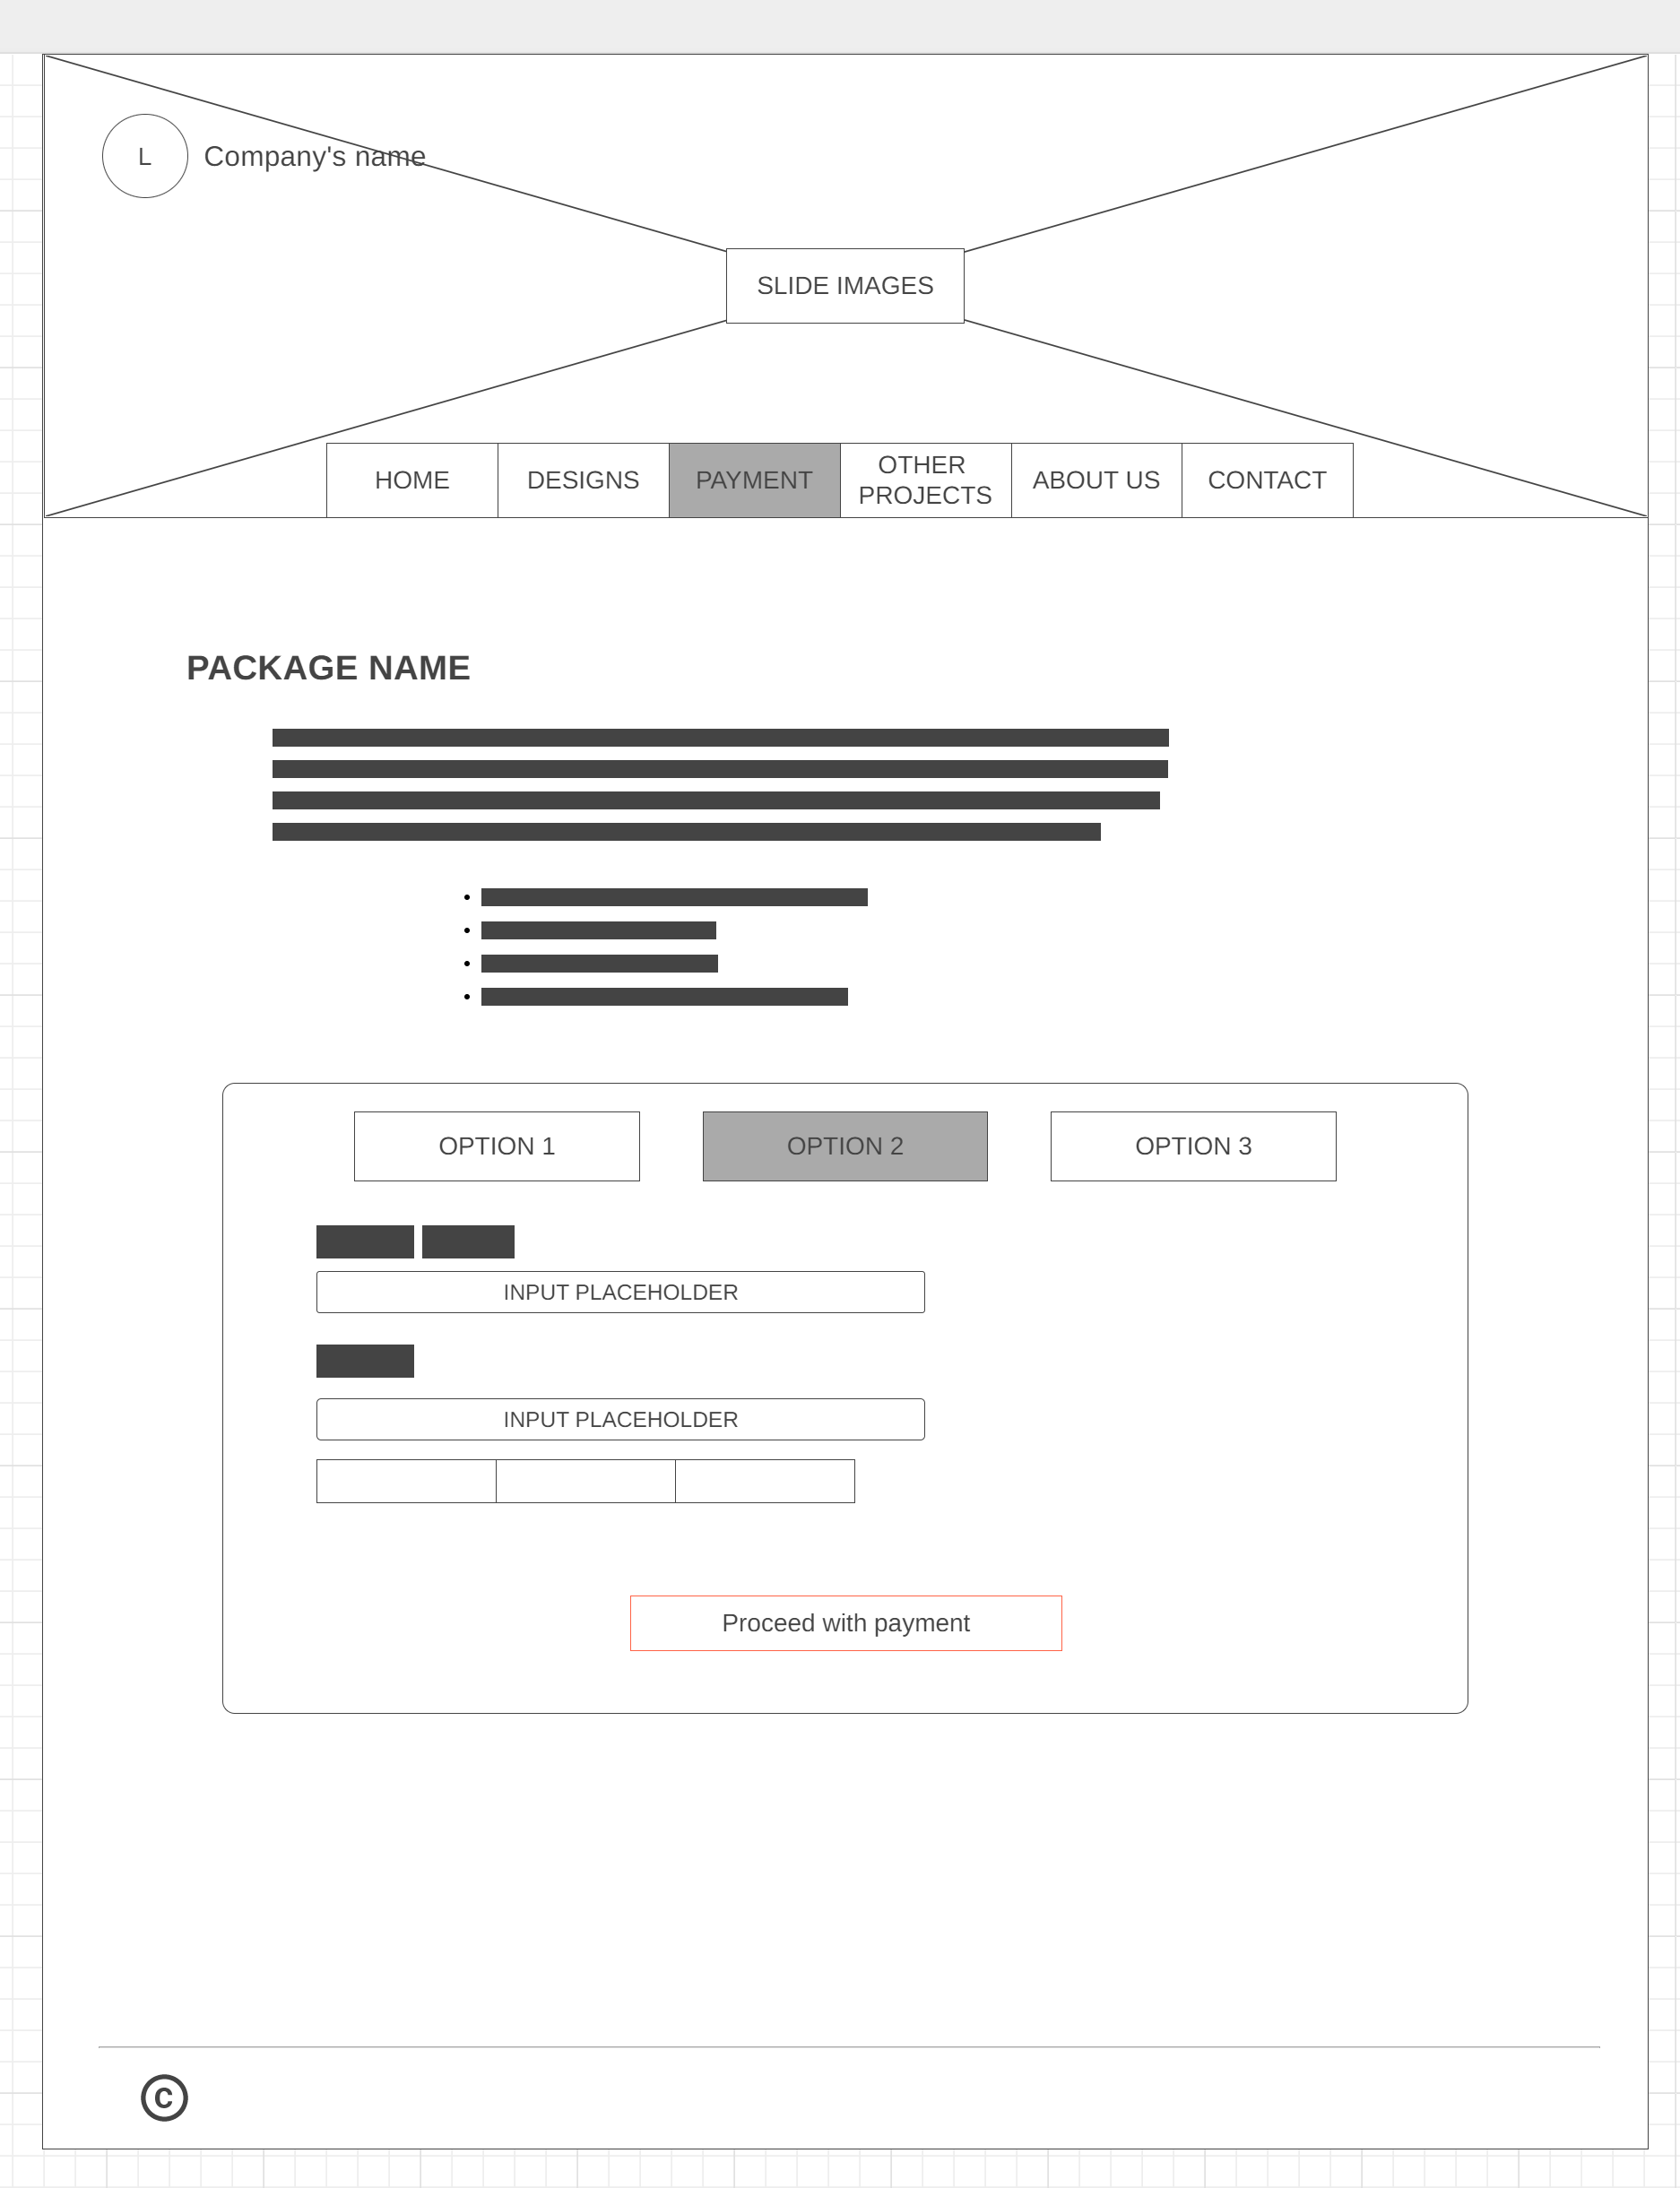 L
Company's name
SLIDE IMAGES
HOME
DESIGNS
PAYMENT
OTHER
PROJECTS
ABOUT US
CONTACT
PACKAGE NAME
OPTION 1
OPTION 2
OPTION 3
INPUT PLACEHOLDER
INPUT PLACEHOLDER
Proceed with payment
©